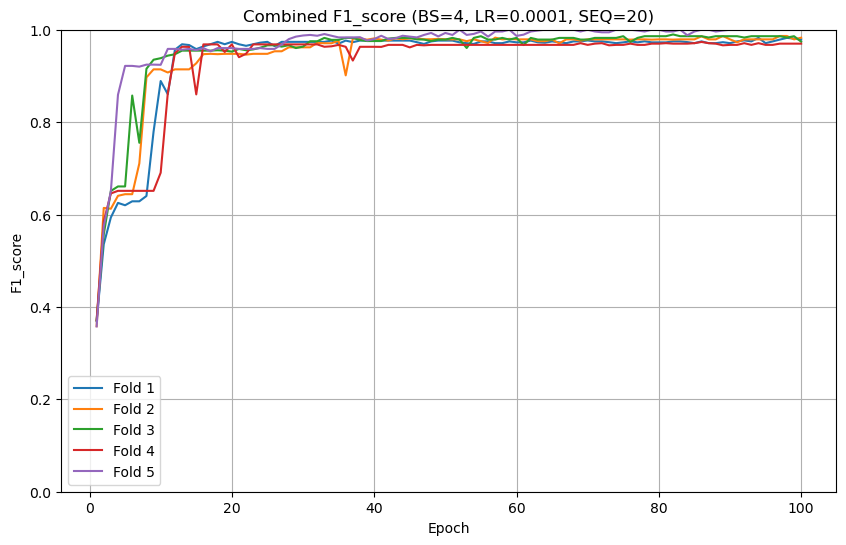 Combined F1_score (BS=4, LR=0.0001, SEQ=20)
1.0
0.8
0.6
0.4
0.2
0.0
F1_score
Fold 1
Fold 2
Fold 3
Fold 4
Fold 5
0 20 40 60 80 100
Epoch